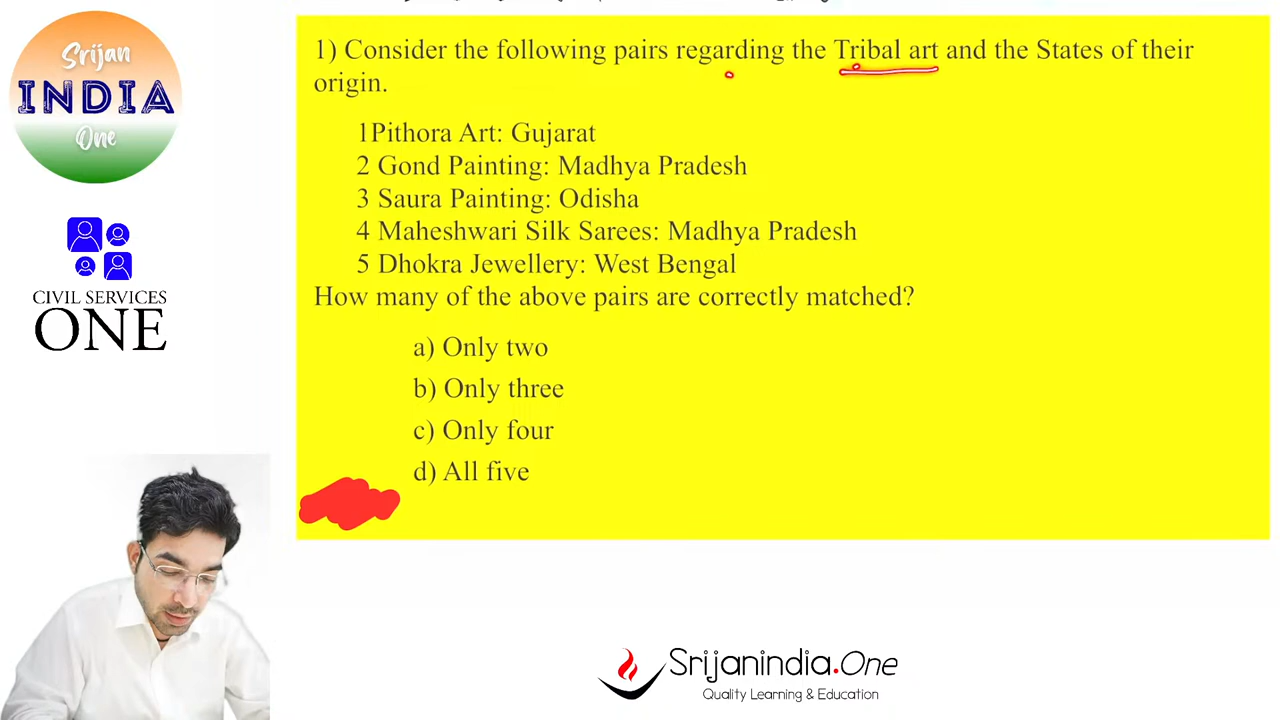 Srijan
INDIA
One
CIVIL SERVICES
ONE
1) Consider the following pairs regarding the Tribal art and the States of their
origin.
1Pithora Art: Gujarat
2 Gond Painting: Madhya Pradesh
3 Saura Painting: Odisha
4 Maheshwari Silk Sarees: Madhya Pradesh
5 Dhokra Jewellery: West Bengal
How many of the above pairs are correctly matched?
a) Only two
b) Only three
c) Only four
d) All five
Srijanindia.One
Quality Learning & Education